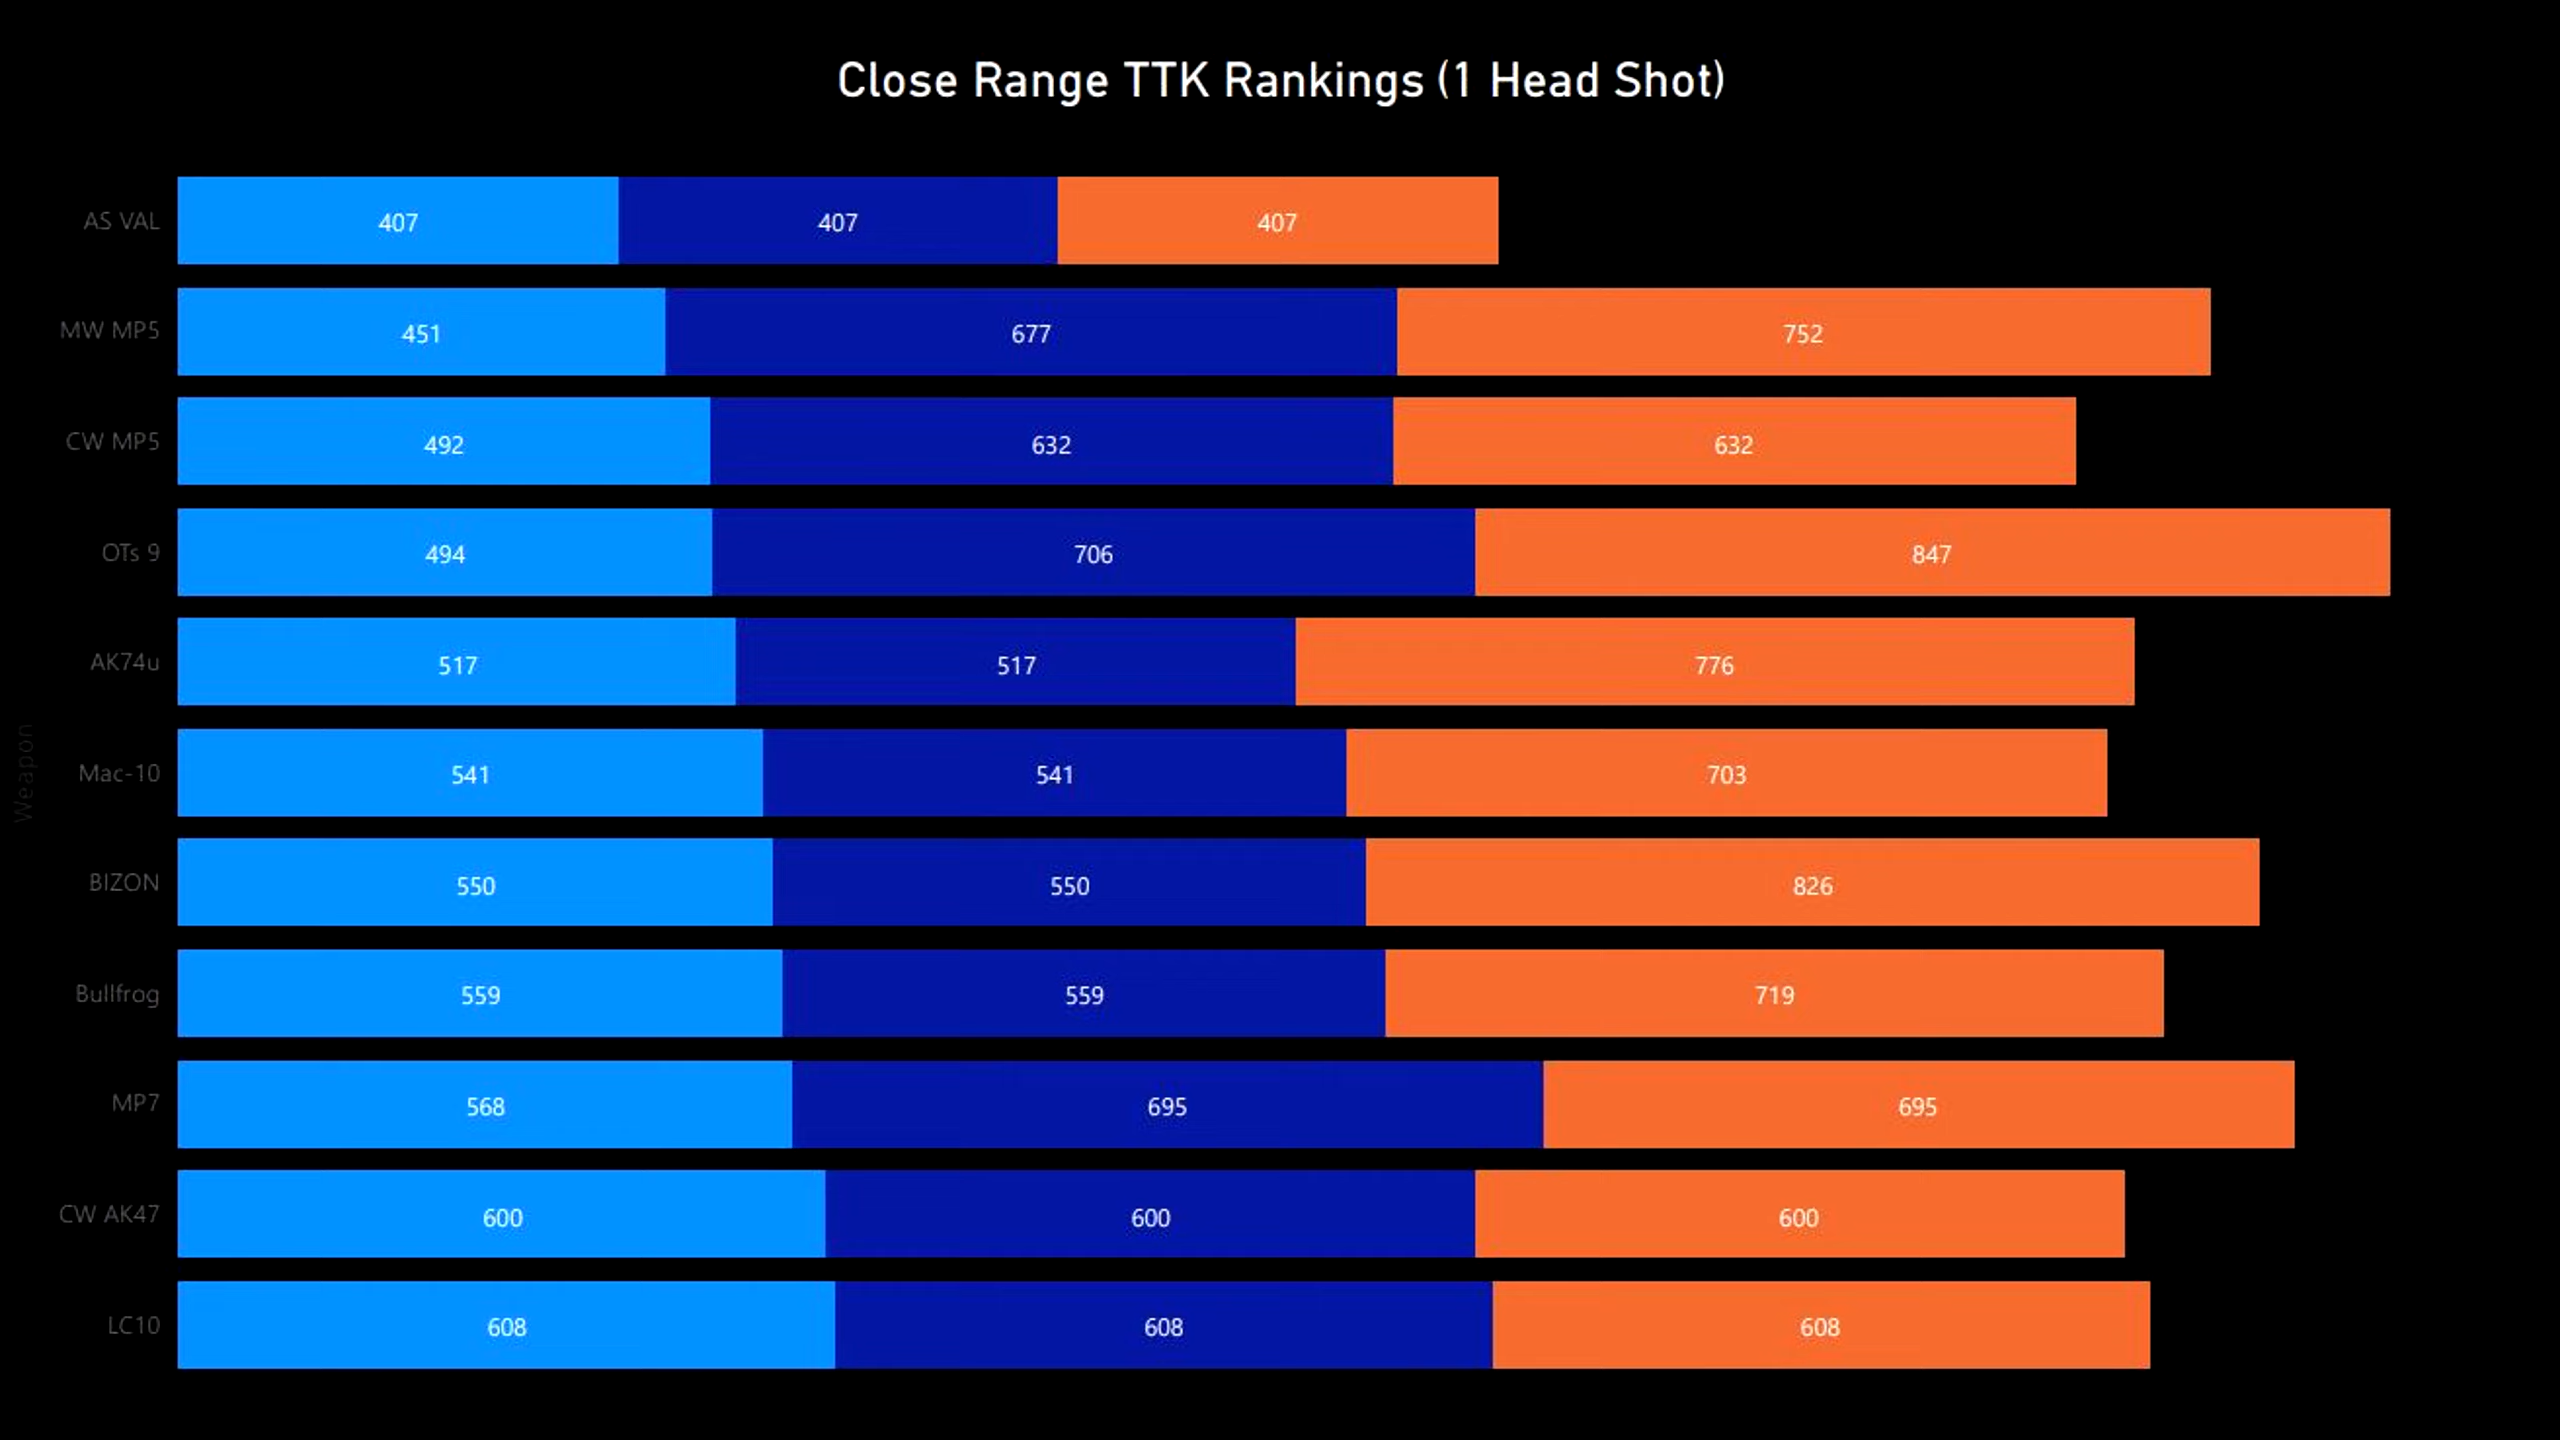 Close Range TTK Rankings (1 Head Shot)
AS VAL 407 407 407
MW MP5 451 677 752
CW MP5 492 632 632
OTs 9 494 706 847
AK74u 517 517 776
Weapon
Mac-10 541 541 703
BIZON 550 550 826
Bullfrog 559 559 719
MP7 568 695 695
CW AK47 600 600 600
LC10 608 608 608